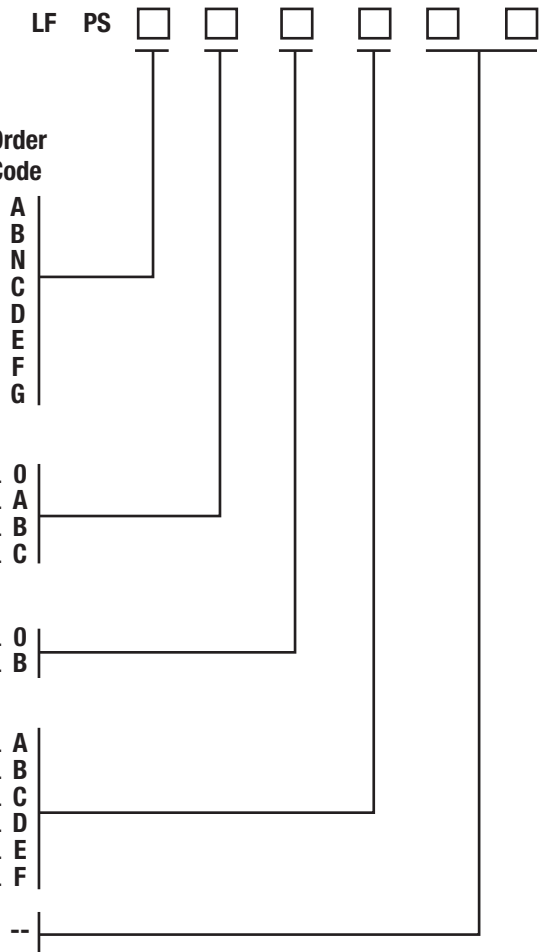 LF PS
Order
Code
A
B
N
C
D
E
F
G
. 0
. A
. B
. C
. 0
. B
. A
. B
. C
. D
. E
. F
--